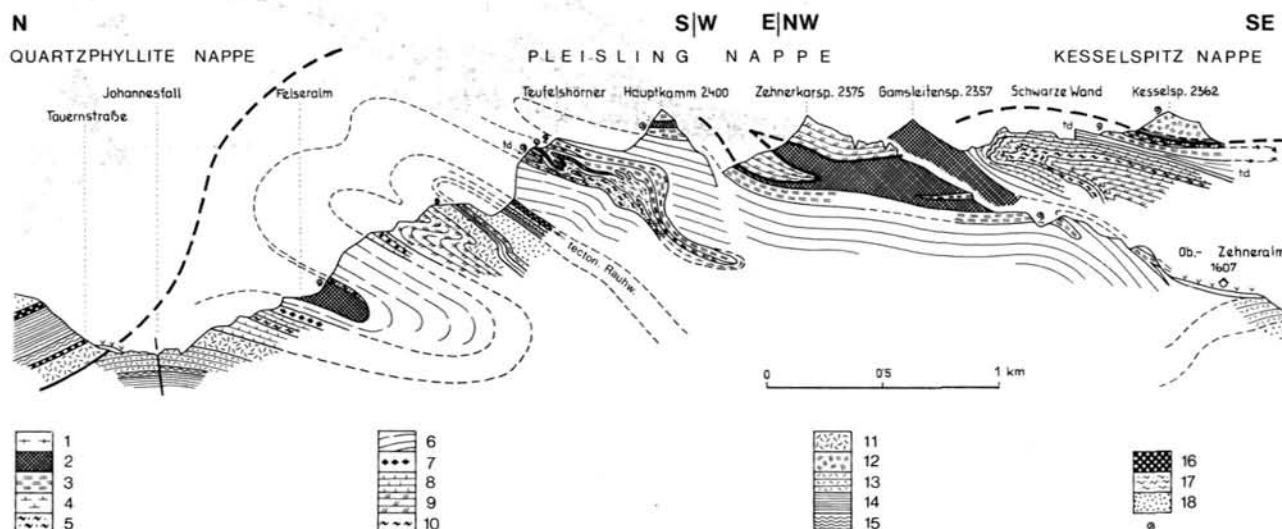 N S|W E|NW SE
QUARTZPHYLLITE NAPPE PLEISLING NAPPE KESSELSPITZ NAPPE
Johannesfall Felseralm Teufelshörner Hauptkamm 2400 Zehnerkarsp. 2375 Gamsleitensp. 2357 Schwarze Wand Kesselsp. 2362
Tauernstraße
td td
td
Tecton. Rauhw.
Ob.- Zehneralm
1607
0 0'5 1 km
1 6 11 16
2 7 12 17
3 8 13 18
4 9 14
5 10 15